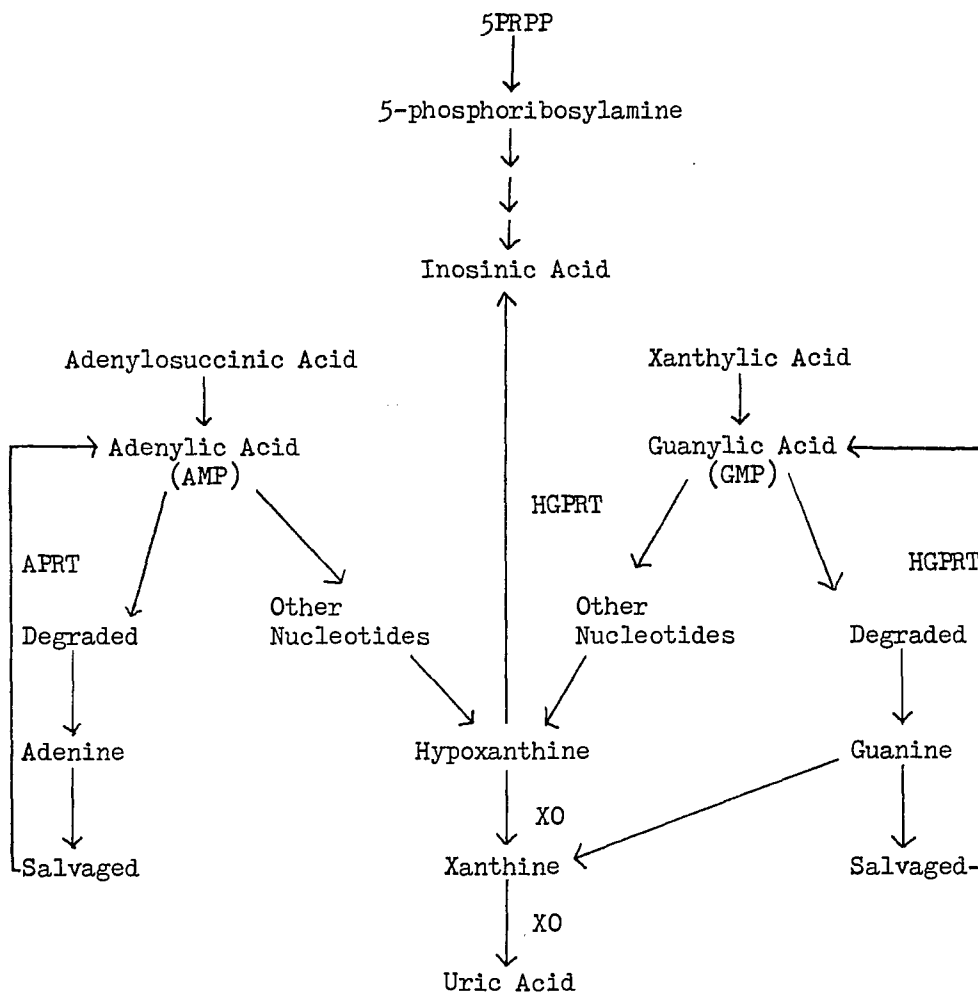 5PRPP
5-phosphoribosylamine
Inosinic Acid
Adenylosuccinic Acid
Xanthylic Acid
Adenylic Acid
(AMP)
Guanylic Acid
(GMP)
HGPRT
APRT
HGPRT
Other
Nucleotides
Other
Nucleotides
Degraded
Degraded
Adenine
Hypoxanthine
Guanine
XO
Salvaged
Xanthine
Salvaged
XO
Uric Acid